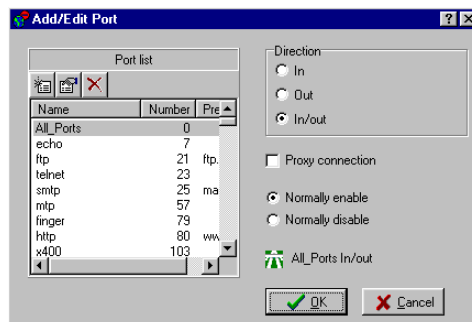 Add/Edit Port
Port list
Name Number Pre
All_Ports 0
echo 7
ftp 21 ftp.
telnet 23
smtp 25 ma
mtp 57
finger 79
http 80 ww
x400 103
Direction
In
Out
In/out
Proxy connection
Normally enable
Normally disable
All_Ports In/out
OK
Cancel